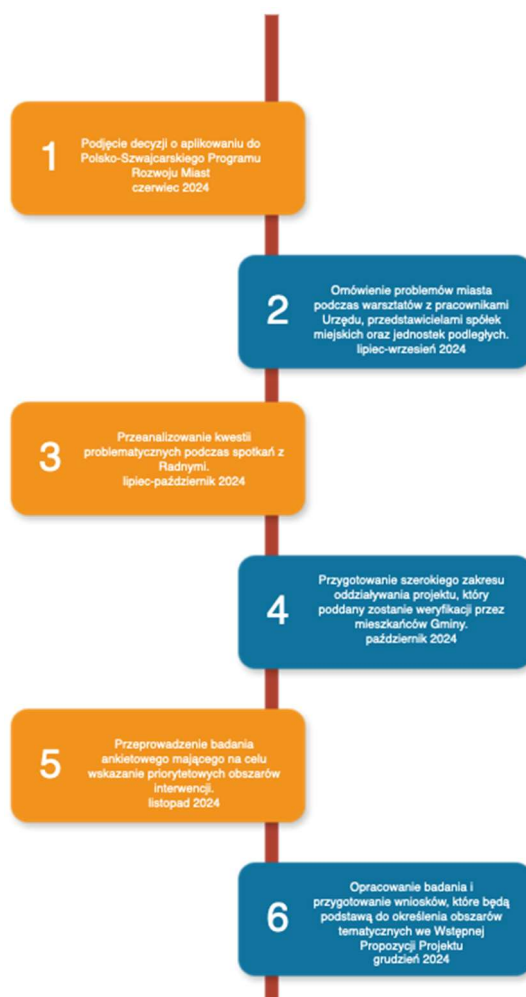 1
Podjęcie decyzji o aplikowaniu do
Polsko-Szwajcarskiego Programu
Rozwoju Miast
czerwiec 2024
2
Omówienie problemów miasta
podczas warsztatów z pracownikami
Urzędu, przedstawicielami spółek
miejskich oraz jednostek podległych.
lipiec-wrzesień 2024
3
Przeanalizowanie kwestii
problematycznych podczas spotkań z
Radnymi.
lipiec-październik 2024
4
Przygotowanie szerokiego zakresu
oddziaływania projektu, który
poddany zostanie weryfikacji przez
mieszkańców Gminy.
październik 2024
5
Przeprowadzenie badania
ankietowego mającego na celu
wskazanie priorytetowych obszarów
interwencji.
listopad 2024
6
Opracowanie badania i
przygotowanie wniosków, które będą
podstawą do określenia obszarów
tematycznych we Wstępnej
Propozycji Projektu
grudzień 2024